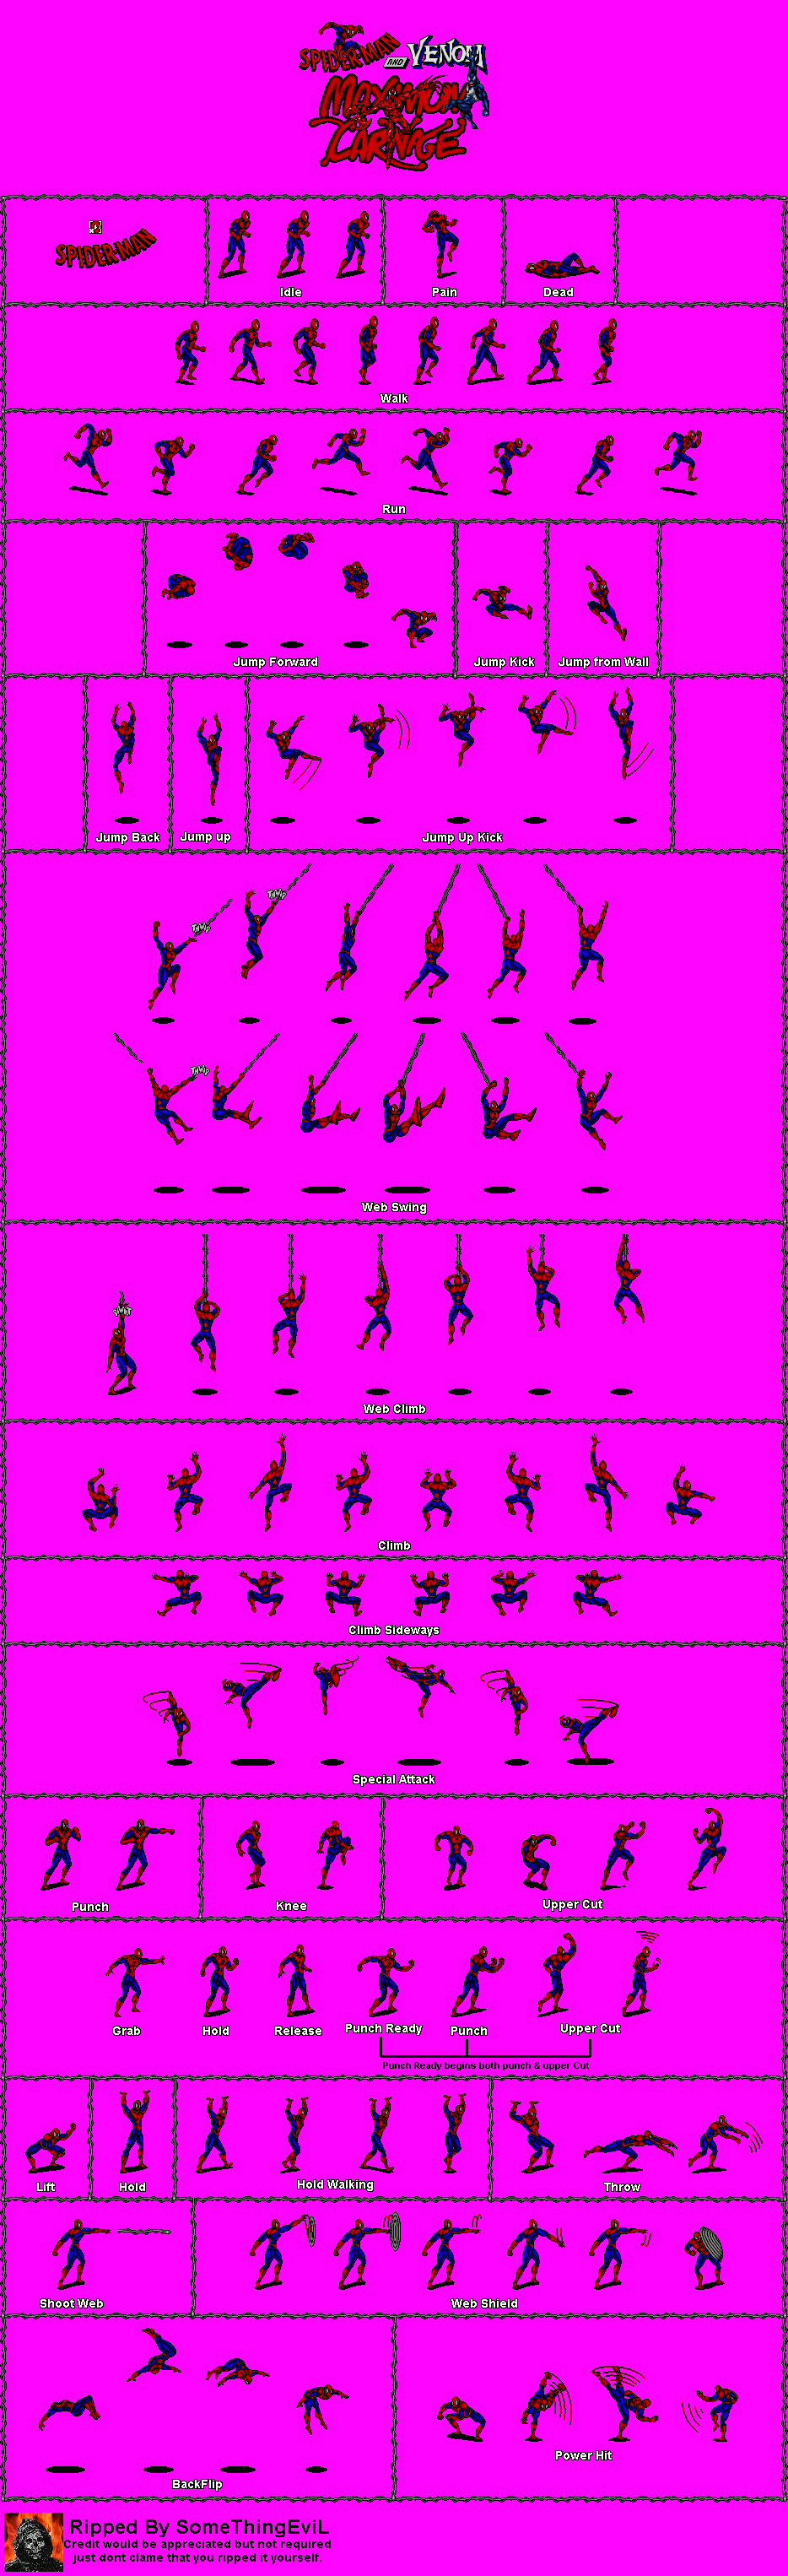 SPIDER-MAN AND VENOM
MAXIMUM
CARNAGE
SPIDER-MAN
Idle
Pain
Dead
Walk
Run
Jump Forward
Jump Kick
Jump from Wall
Jump Back
Jump up
Jump Up Kick
THWIP
THWIP
THWIP
Web Swing
Web Climb
Climb
Climb Sideways
Special Attack
Punch
Knee
Upper Cut
Grab
Hold
Release
Punch Ready
Punch
Upper Cut
Punch Ready begins both punch & upper Cut
Lift
Hold
Hold Walking
Throw
Shoot Web
Web Shield
BackFlip
Power Hit
Ripped By SomeThingEviL
Credit would be appreciated but not required
just dont clame that you ripped it yourself.